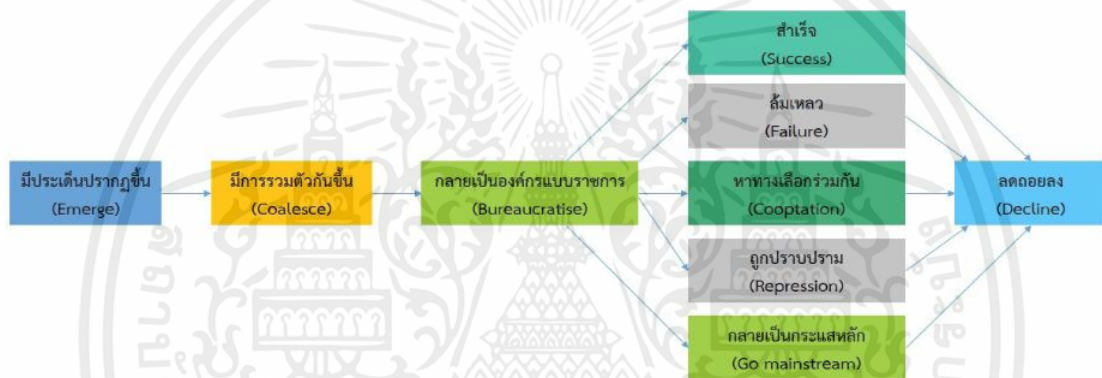 มีประเด็นปรากฏขึ้น
(Emerge)
มีการรวมตัวกันขึ้น
(Coalesce)
กลายเป็นองค์กรแบบราชการ
(Bureaucratise)
สำเร็จ
(Success)
ล้มเหลว
(Failure)
หาทางเลือกร่วมกัน
(Cooptation)
ถูกปราบปราม
(Repression)
กลายเป็นกระแสหลัก
(Go mainstream)
ลดถอยลง
(Decline)